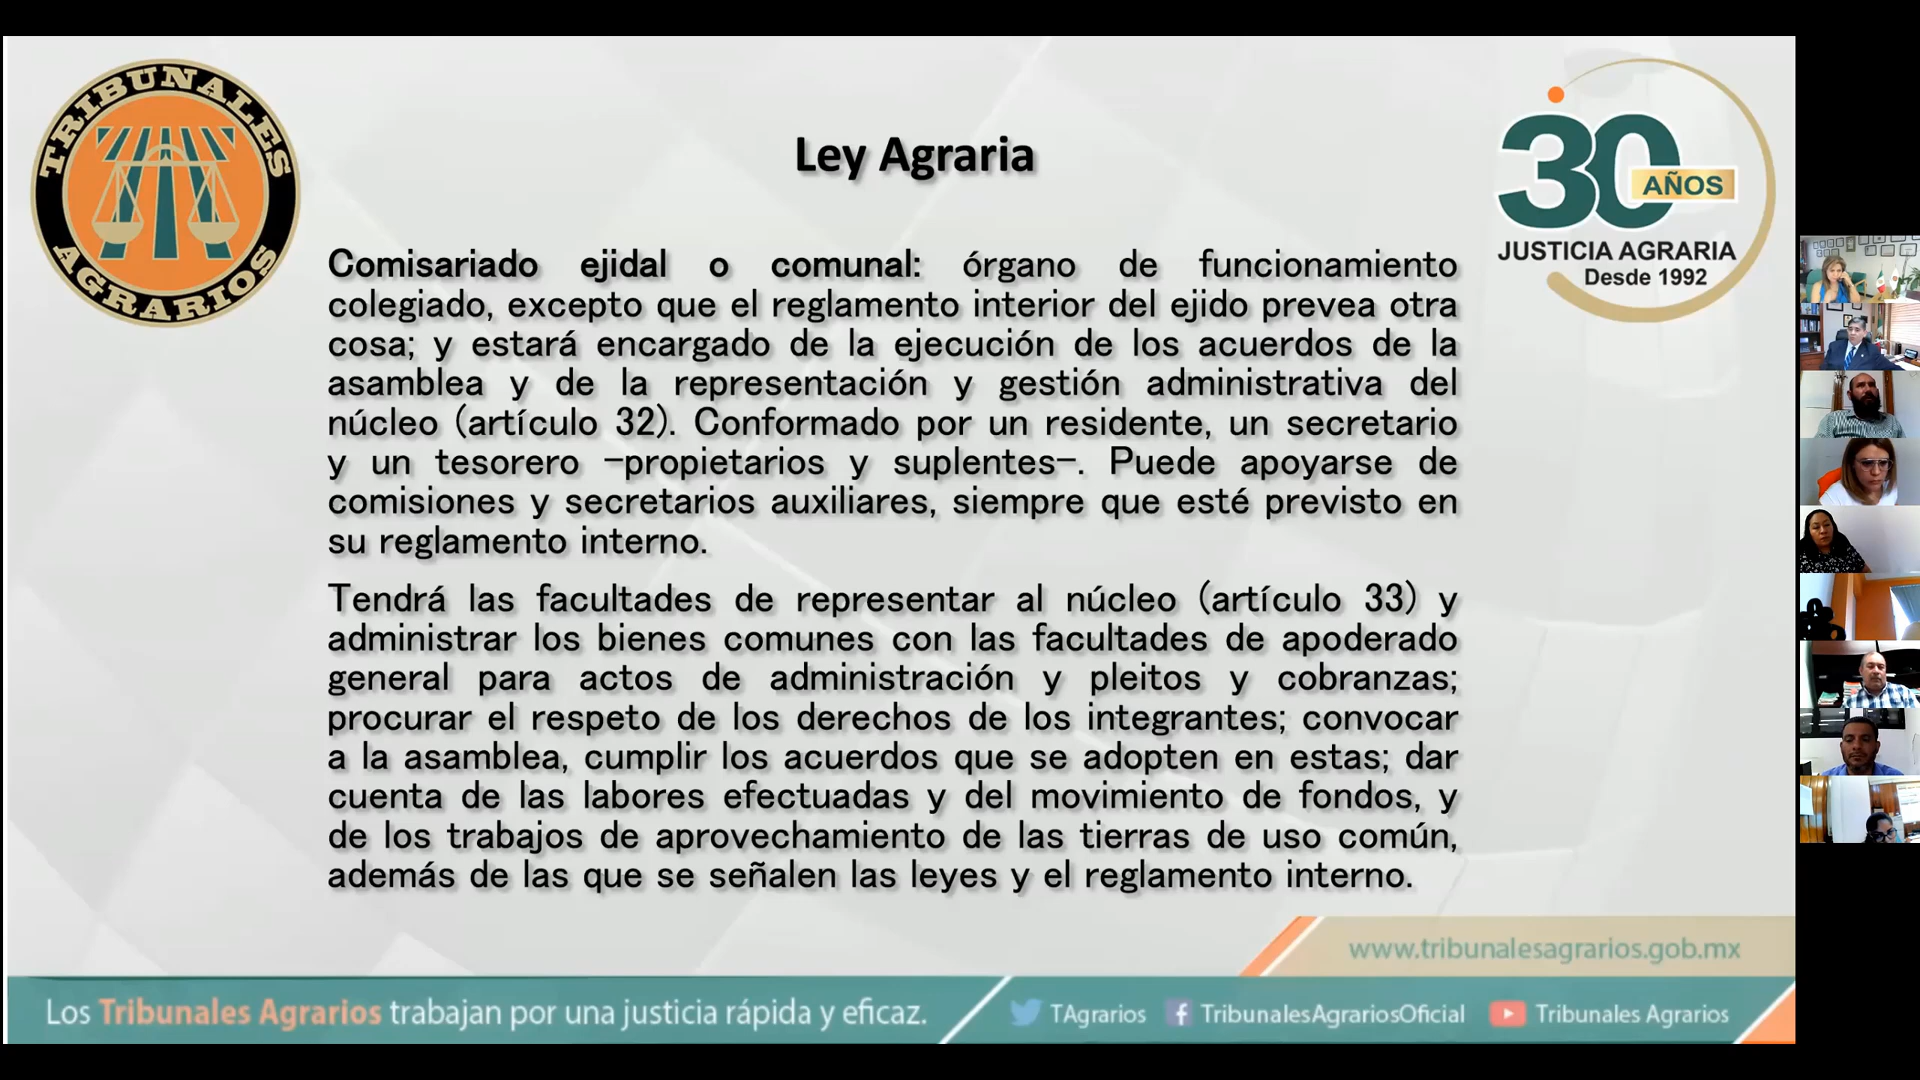 TRIBUNALES
AGRARIOS
30
AÑOS
JUSTICIA AGRARIA
Desde 1992
Ley Agraria
Comisariado ejidal o comunal: órgano de funcionamiento
colegiado, excepto que el reglamento interior del ejido prevea otra
cosa; y estará encargado de la ejecución de los acuerdos de la
asamblea y de la representación y gestión administrativa del
núcleo (artículo 32). Conformado por un residente, un secretario
y un tesorero –propietarios y suplentes–. Puede apoyarse de
comisiones y secretarios auxiliares, siempre que esté previsto en
su reglamento interno.
Tendrá las facultades de representar al núcleo (artículo 33) y
administrar los bienes comunes con las facultades de apoderado
general para actos de administración y pleitos y cobranzas;
procurar el respeto de los derechos de los integrantes; convocar
a la asamblea, cumplir los acuerdos que se adopten en estas; dar
cuenta de las labores efectuadas y del movimiento de fondos, y
de los trabajos de aprovechamiento de las tierras de uso común,
además de las que se señalen las leyes y el reglamento interno.
www.tribunalesagrarios.gob.mx
Los Tribunales Agrarios trabajan por una justicia rápida y eficaz.
TAgrarios
TribunalesAgrariosOficial
Tribunales Agrarios